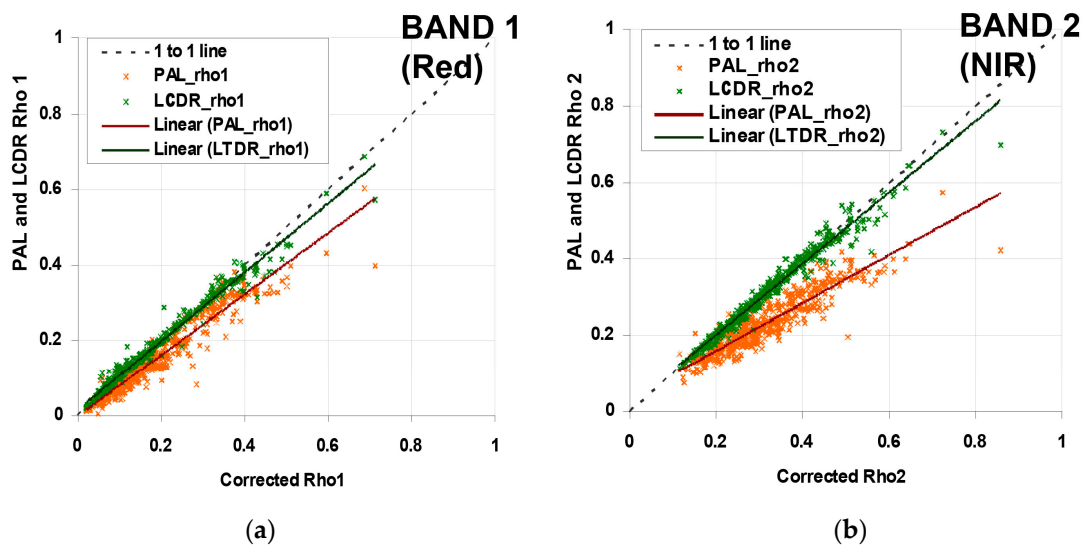 BAND 1
(Red)
1 to 1 line
PAL_rho1
LCDR_rho1
Linear (PAL_rho1)
Linear (LTDR_rho1)
PAL and LCDR Rho 1
1
0.8
0.6
0.4
0.2
0
0
0.2
0.4
0.6
0.8
1
Corrected Rho1
(a)
BAND 2
(NIR)
1 to 1 line
PAL_rho2
LCDR_rho2
Linear (PAL_rho2)
Linear (LTDR_rho2)
PAL and LCDR Rho 2
1
0.8
0.6
0.4
0.2
0
0
0.2
0.4
0.6
0.8
1
Corrected Rho2
(b)